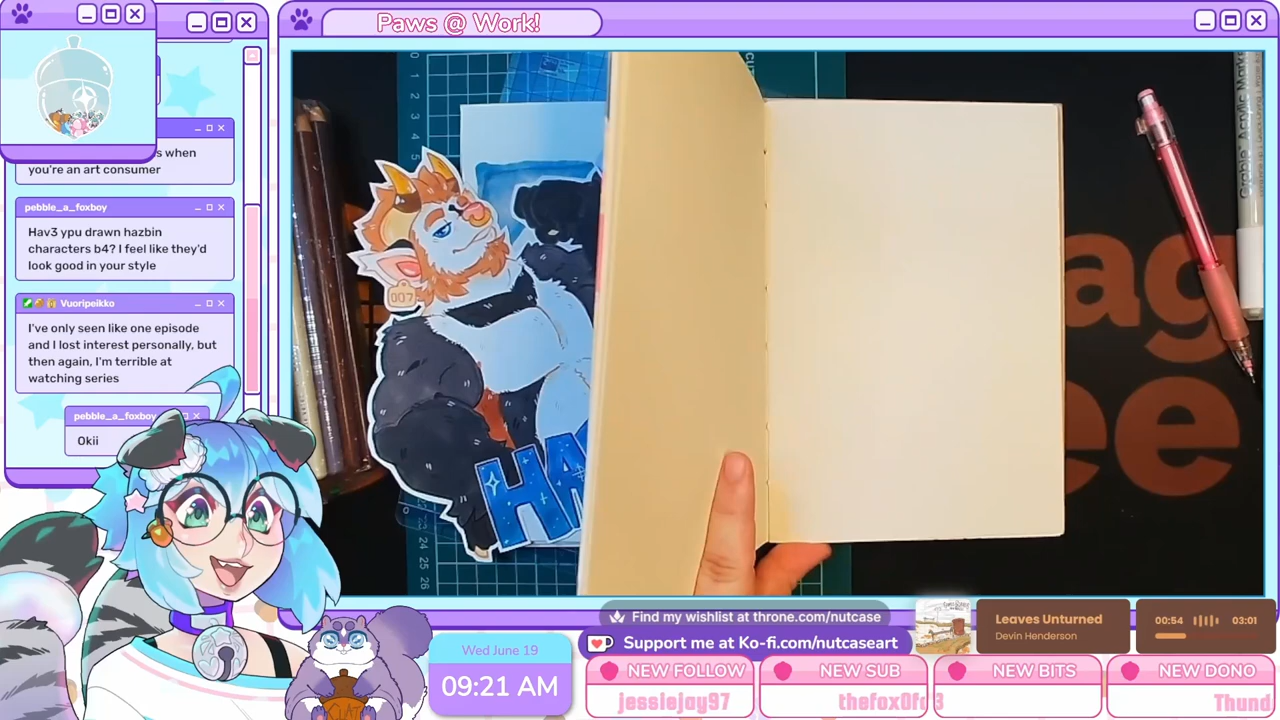 Paws @ Work!
s when
you're an art consumer
pebble_a_foxboy
Hav3 ypu drawn hazbin
characters b4? I feel like they'd
look good in your style
Vuoripeikko
I've only seen like one episode
and I lost interest personally, but
then again, I'm terrible at
watching series
pebble_a_foxboy
Okii
007
HA
ag
ee
Find my wishlist at throne.com/nutcase
Support me at Ko-fi.com/nutcaseart
Leaves Unturned
Devin Henderson
00:54
03:01
Wed June 19
09:21 AM
NEW FOLLOW
jessiejay97
NEW SUB
NEW BITS
NEW DONO
Thund